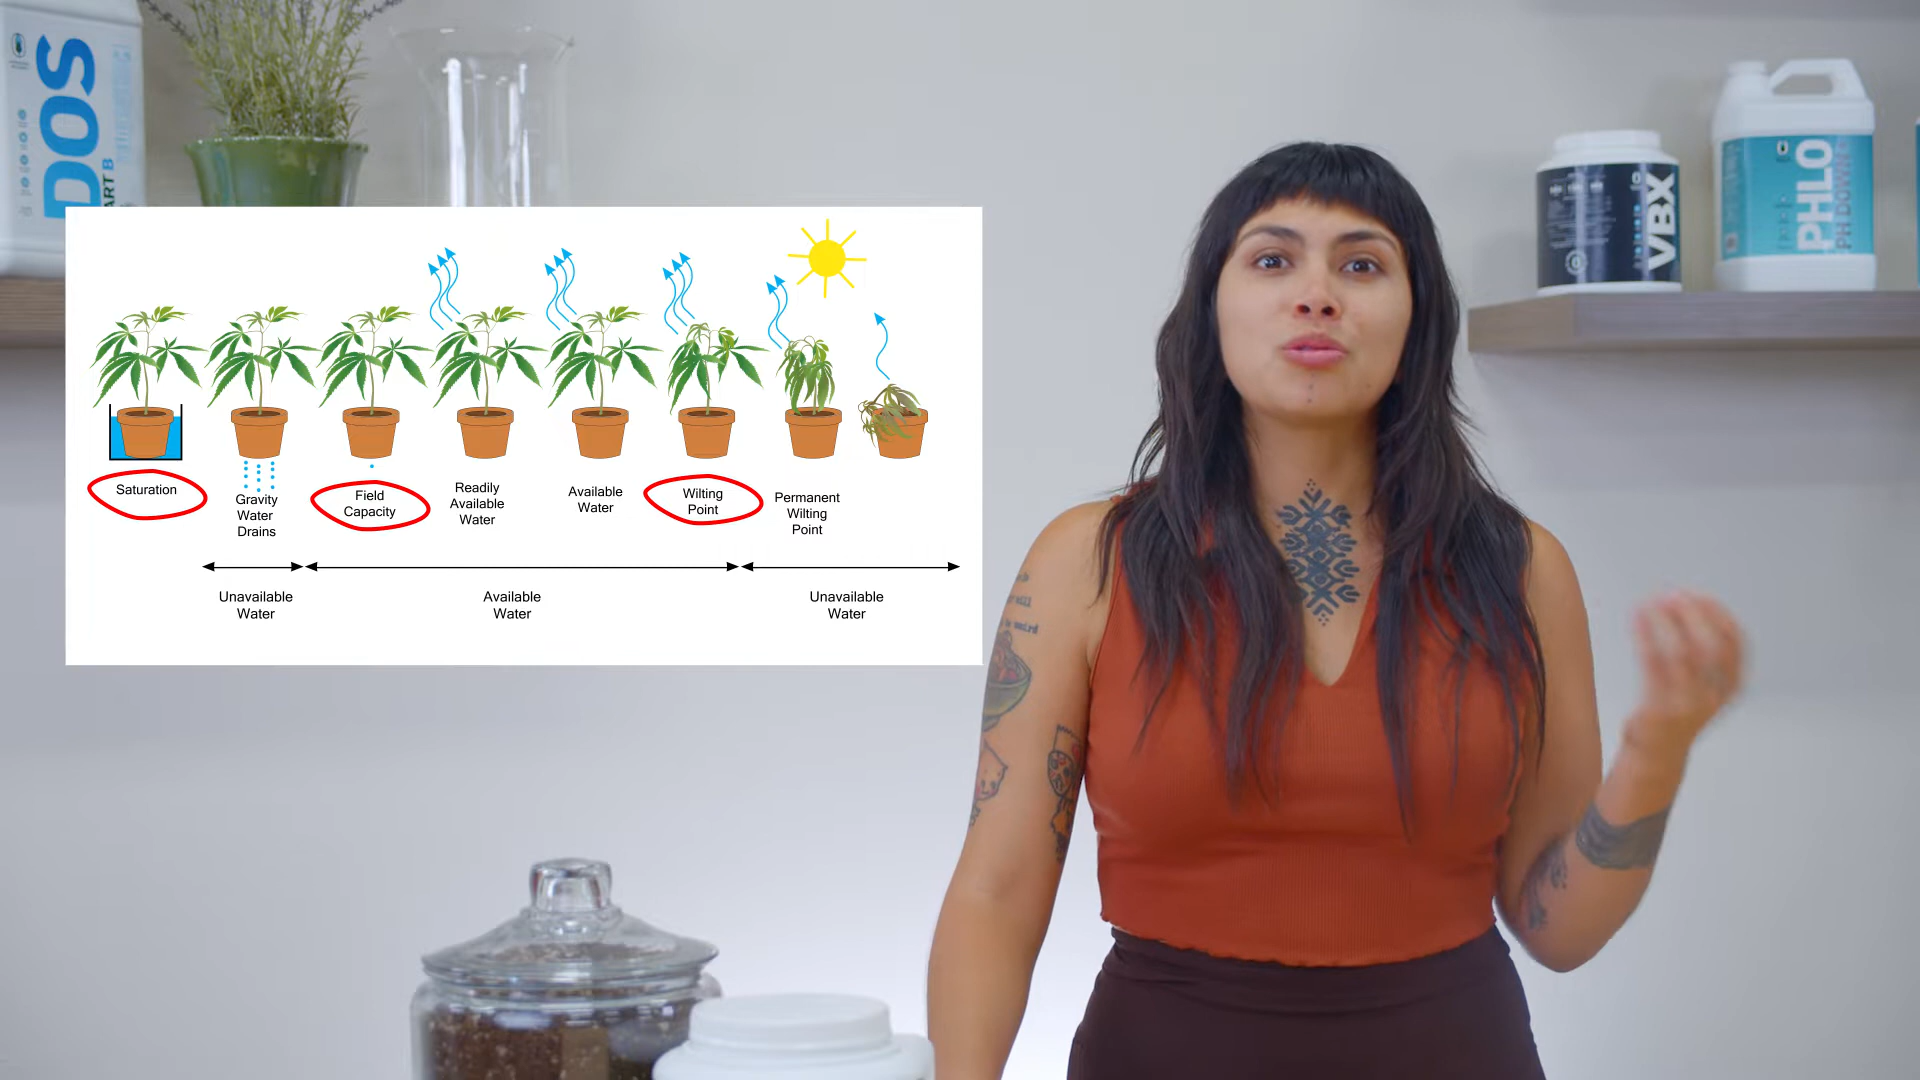 DOS
PART B
Saturation
Gravity
Water
Drains
Field
Capacity
Readily
Available
Water
Available
Water
Wilting
Point
Permanent
Wilting
Point
Unavailable
Water
Available
Water
Unavailable
Water
VBX
PHLO
PH DOWN